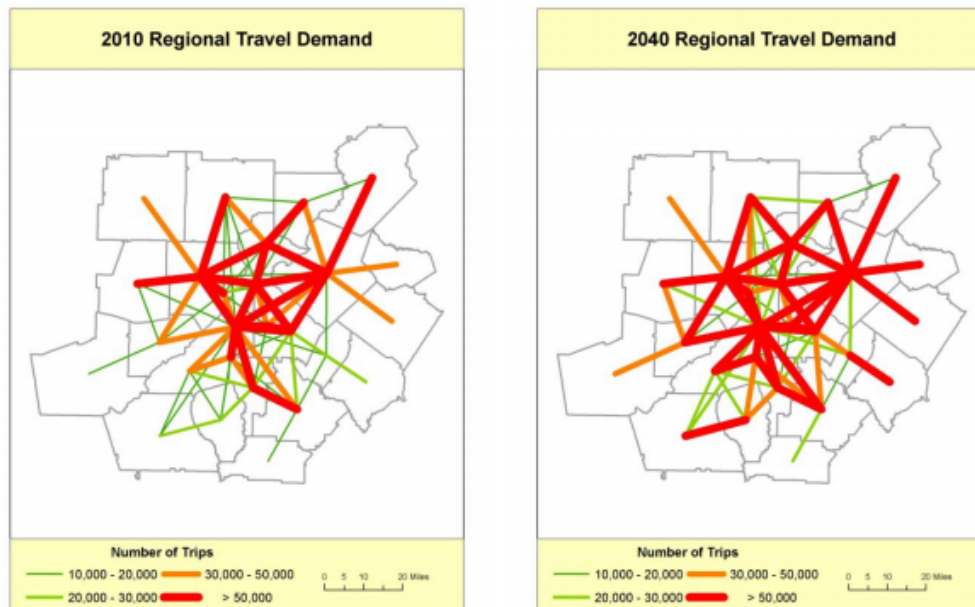 2010 Regional Travel Demand
Number of Trips
10,000 - 20,000 30,000 - 50,000
20,000 - 30,000 > 50,000
0 5 10 20 Miles
2040 Regional Travel Demand
Number of Trips
10,000 - 20,000 30,000 - 50,000
20,000 - 30,000 > 50,000
0 5 10 20 Miles